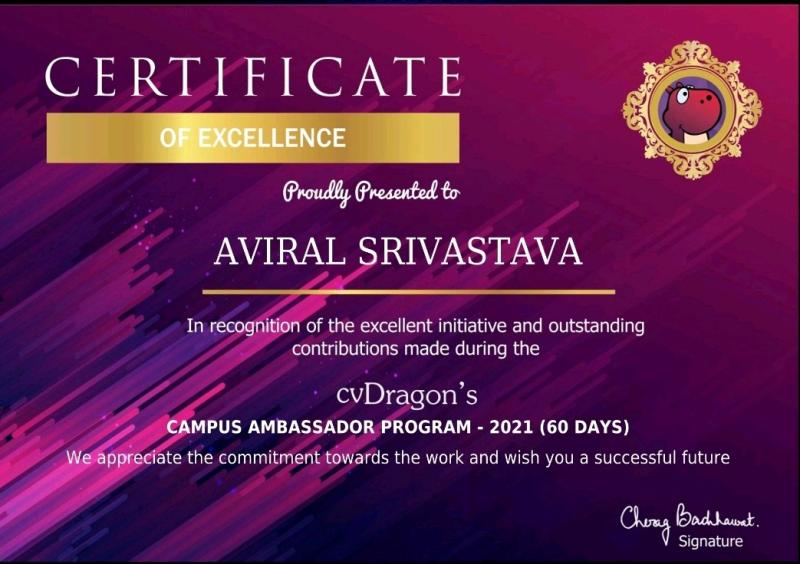 CERTIFICATE
OF EXCELLENCE
Proudly Presented to
AVIRAL SRIVASTAVA
In recognition of the excellent initiative and outstanding
contributions made during the
cvDragon's
CAMPUS AMBASSADOR PROGRAM - 2021 (60 DAYS)
We appreciate the commitment towards the work and wish you a successful future
Signature